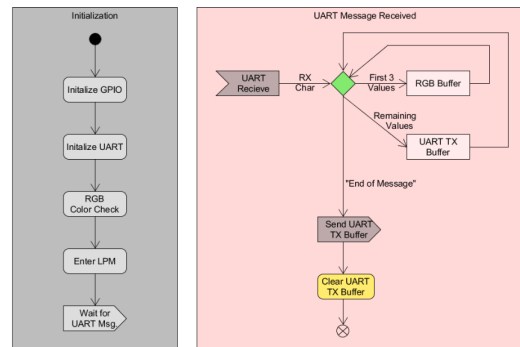 Initialization
Initalize GPIO
Initalize UART
RGB
Color Check
Enter LPM
Wait for
UART Msg.
UART Message Received
UART
Recieve
RX
Char
First 3
Values
RGB Buffer
Remaining
Values
UART TX
Buffer
"End of Message"
Send UART
TX Buffer
Clear UART
TX Buffer